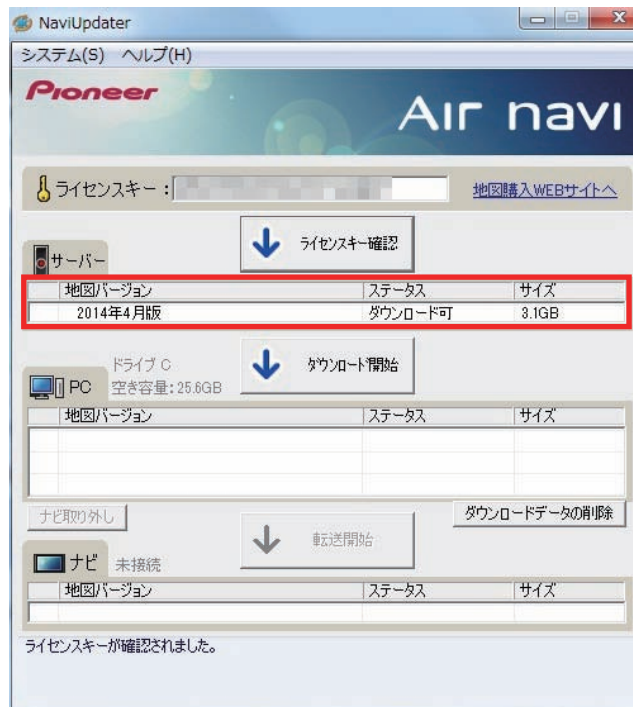 NaviUpdater
システム(S) ヘルプ(H)
Pioneer
AIr navI
ライセンスキー：
地図購入WEBサイトへ
ライセンスキー確認
サーバー
地図バージョン ステータス サイズ
2014年4月版 ダウンロード可 3.1GB
ドライブ C
ダウンロード開始
PC 空き容量：25.6GB
地図バージョン ステータス サイズ
ナビ取り外し
ダウンロードデータの削除
転送開始
ナビ 未接続
地図バージョン ステータス サイズ
ライセンスキーが確認されました。